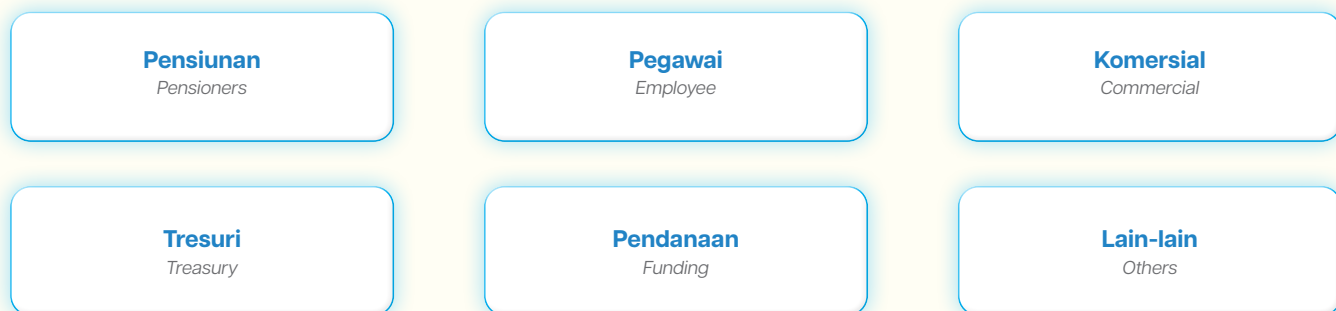 Pensiunan
Pensioners
Pegawai
Employee
Komersial
Commercial
Tresuri
Treasury
Pendanaan
Funding
Lain-lain
Others